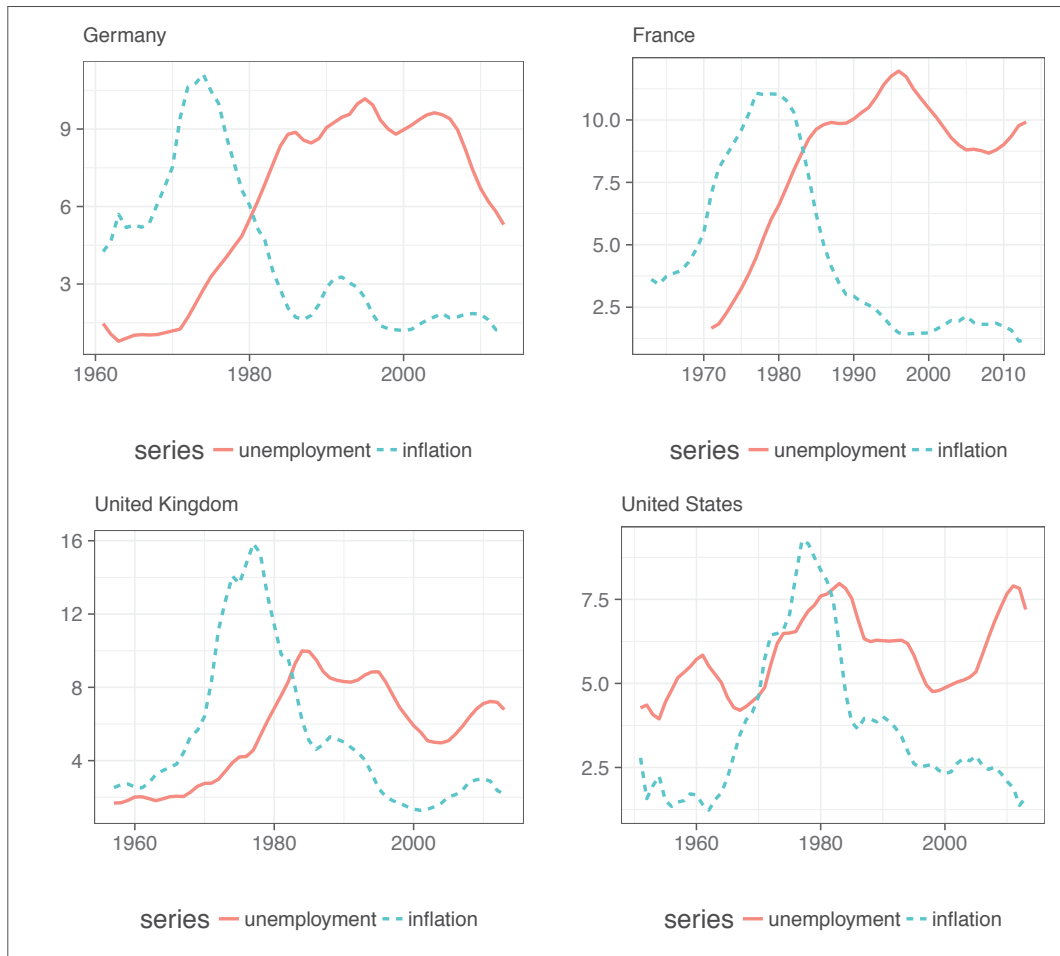 Germany
9
6
3
1960 1980 2000
series unemployment inflation
France
10.0
7.5
5.0
2.5
1970 1980 1990 2000 2010
series unemployment inflation
United Kingdom
16
12
8
4
1960 1980 2000
series unemployment inflation
United States
7.5
5.0
2.5
1960 1980 2000
series unemployment inflation